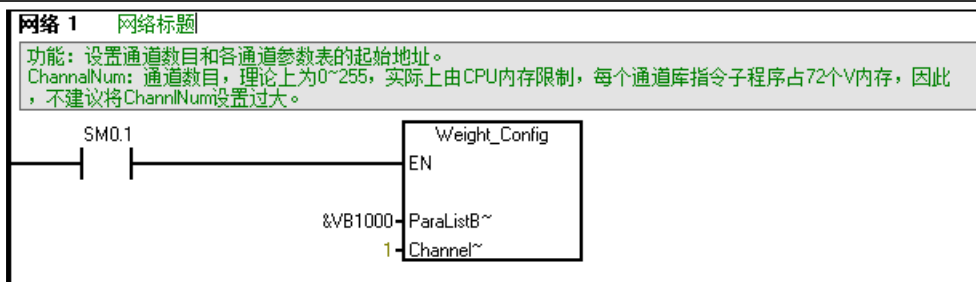 网络 1 网络标题
功能：设置通道数目和各通道参数表的起始地址。
ChannalNum：通道数目，理论上为0~255，实际上由CPU内存限制，每个通道库指令子程序占72个V内存，因此
，不建议将ChannlNum设置过大。
SM0.1
Weight_Config
EN
&VB1000 ParaListB~
1 Channel~